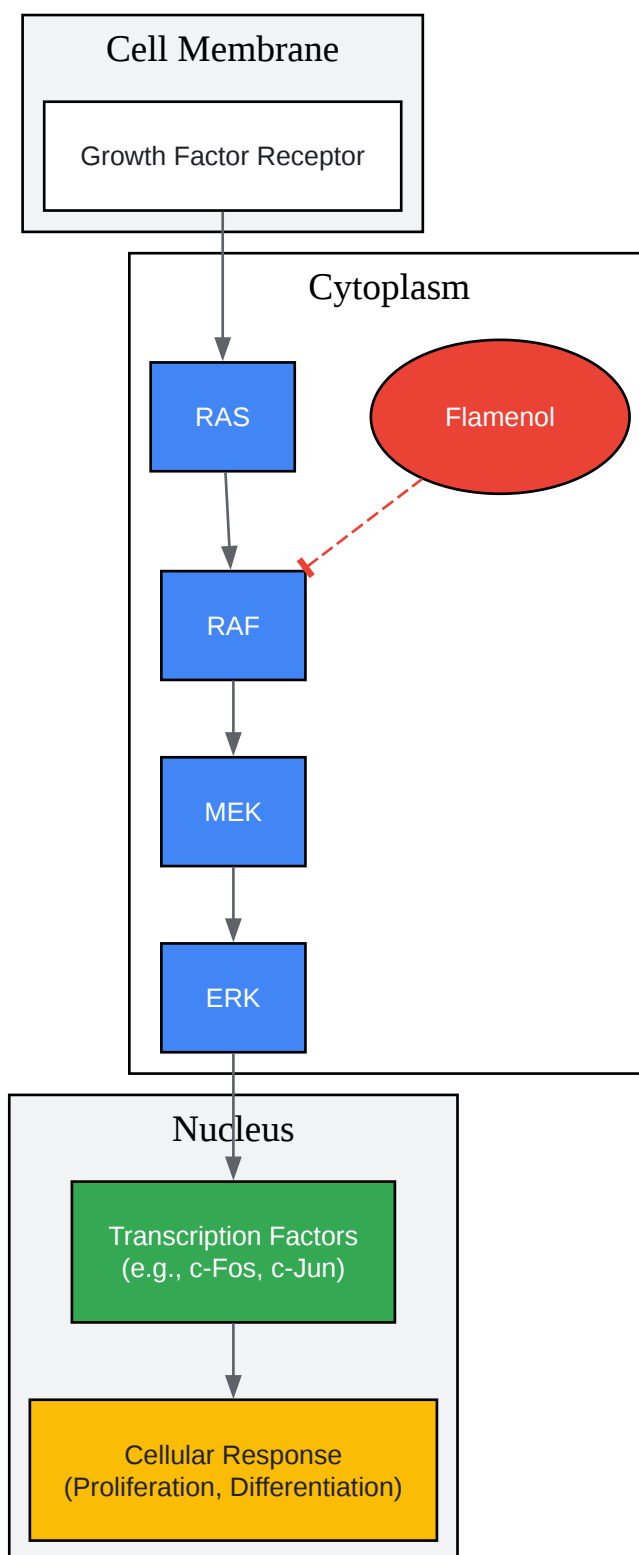 Cell Membrane
Growth Factor Receptor
Cytoplasm
RAS
Flamenol
RAF
MEK
ERK
Nucleus
Transcription Factors
(e.g., c-Fos, c-Jun)
Cellular Response
(Proliferation, Differentiation)